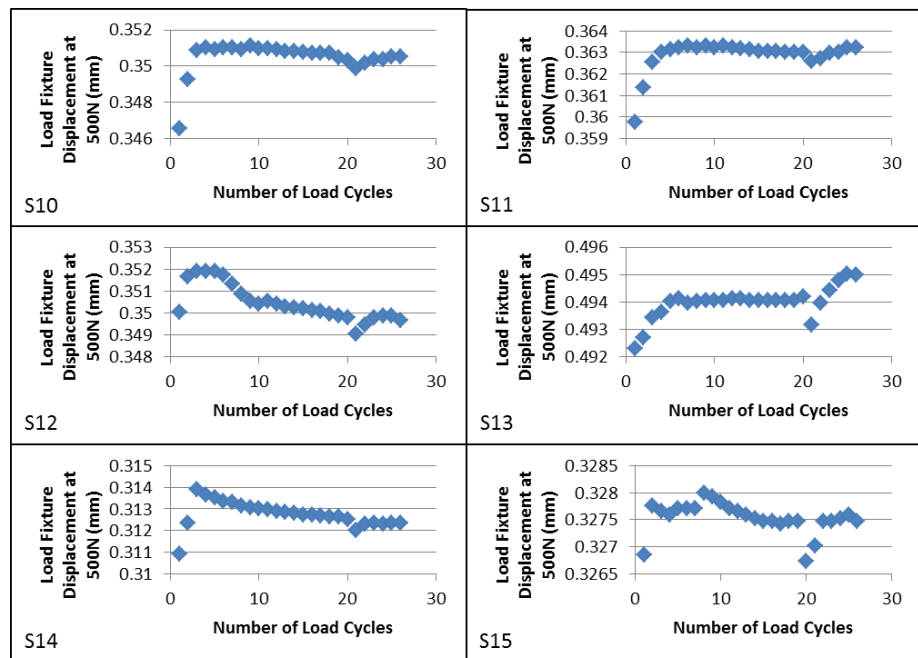 Load Fixture
Displacement at
500N (mm)
0.352
0.35
0.348
0.346
0 10 20 30
Number of Load Cycles
S10
Load Fixture
Displacement at
500N (mm)
0.364
0.363
0.362
0.361
0.36
0.359
0 10 20 30
Number of Load Cycles
S11
Load Fixture
Displacement at
500N (mm)
0.353
0.352
0.351
0.35
0.349
0.348
0 10 20 30
Number of Load Cycles
S12
Load Fixture
Displacement at
500N (mm)
0.496
0.495
0.494
0.493
0.492
0 10 20 30
Number of Load Cycles
S13
Load Fixture
Displacement at
500N (mm)
0.315
0.314
0.313
0.312
0.311
0.31
0 10 20 30
Number of Load Cycles
S14
Load Fixture
Displacement at
500N (mm)
0.3285
0.328
0.3275
0.327
0.3265
0 10 20 30
Number of Load Cycles
S15